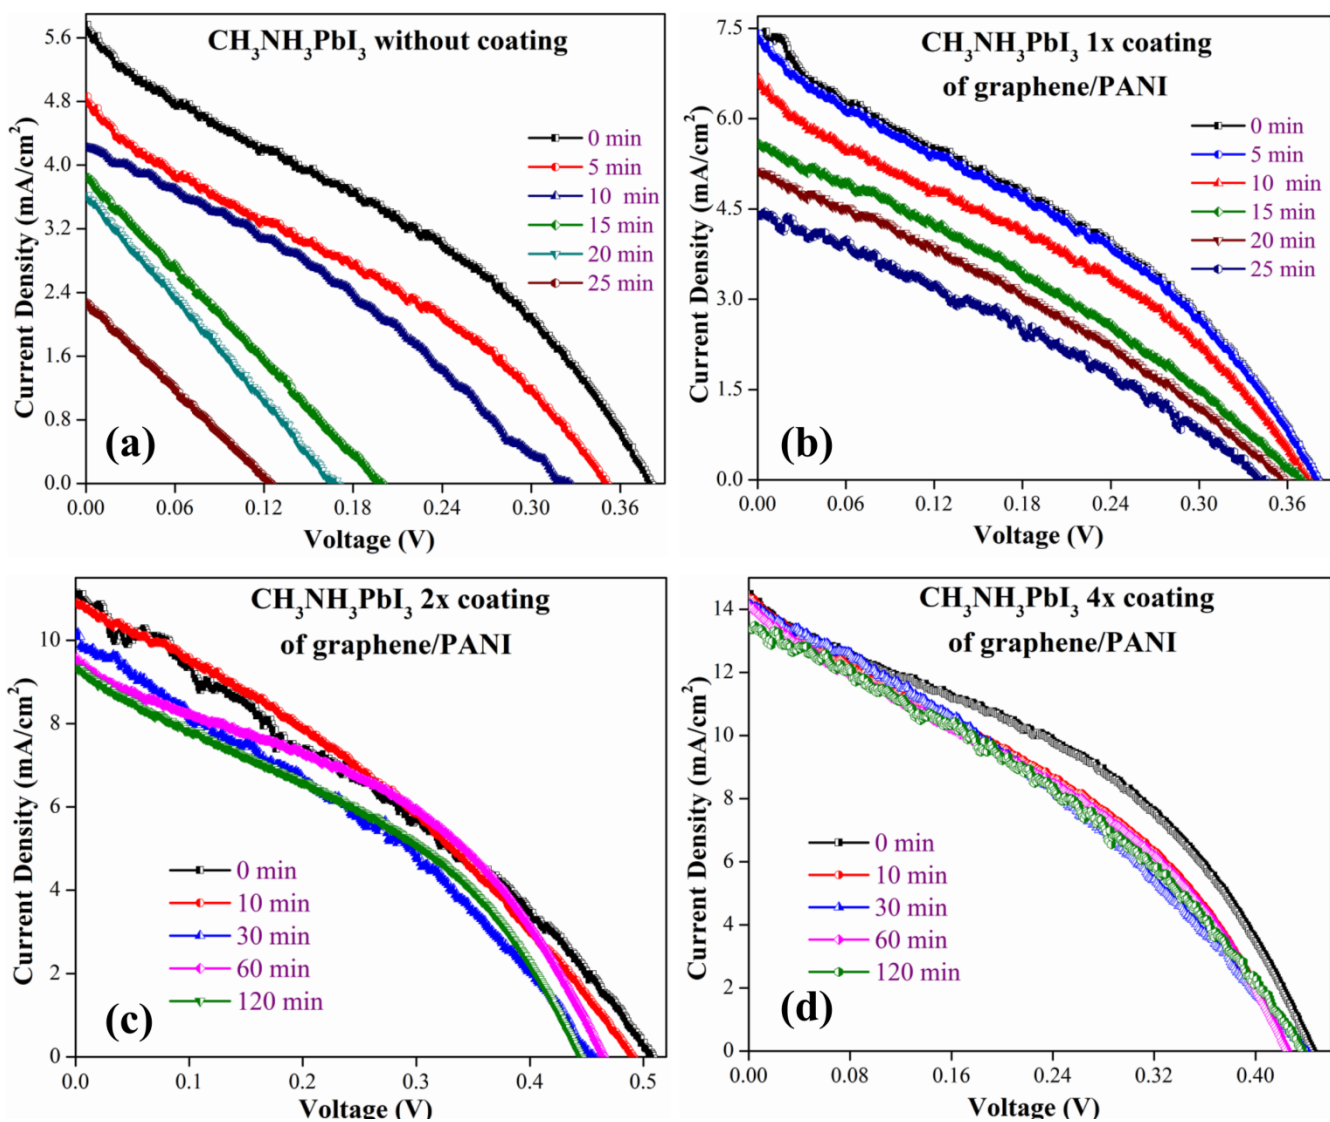 CH₃NH₃PbI₃ without coating
5.6
4.8
4.0
3.2
2.4
1.6
0.8
0.0
Current Density (mA/cm²)
0 min
5 min
10 min
15 min
20 min
25 min
(a)
0.00 0.06 0.12 0.18 0.24 0.30 0.36
Voltage (V)
CH₃NH₃PbI₃ 1x coating
of graphene/PANI
7.5
6.0
4.5
3.0
1.5
0.0
Current Density (mA/cm²)
0 min
5 min
10 min
15 min
20 min
25 min
(b)
0.00 0.06 0.12 0.18 0.24 0.30 0.36
Voltage (V)
CH₃NH₃PbI₃ 2x coating
of graphene/PANI
10
8
6
4
2
0
Current Density (mA/cm²)
0 min
10 min
30 min
60 min
120 min
(c)
0.0 0.1 0.2 0.3 0.4 0.5
Voltage (V)
CH₃NH₃PbI₃ 4x coating
of graphene/PANI
14
12
10
8
6
4
2
0
Current Density (mA/cm²)
0 min
10 min
30 min
60 min
120 min
(d)
0.00 0.08 0.16 0.24 0.32 0.40
Voltage (V)